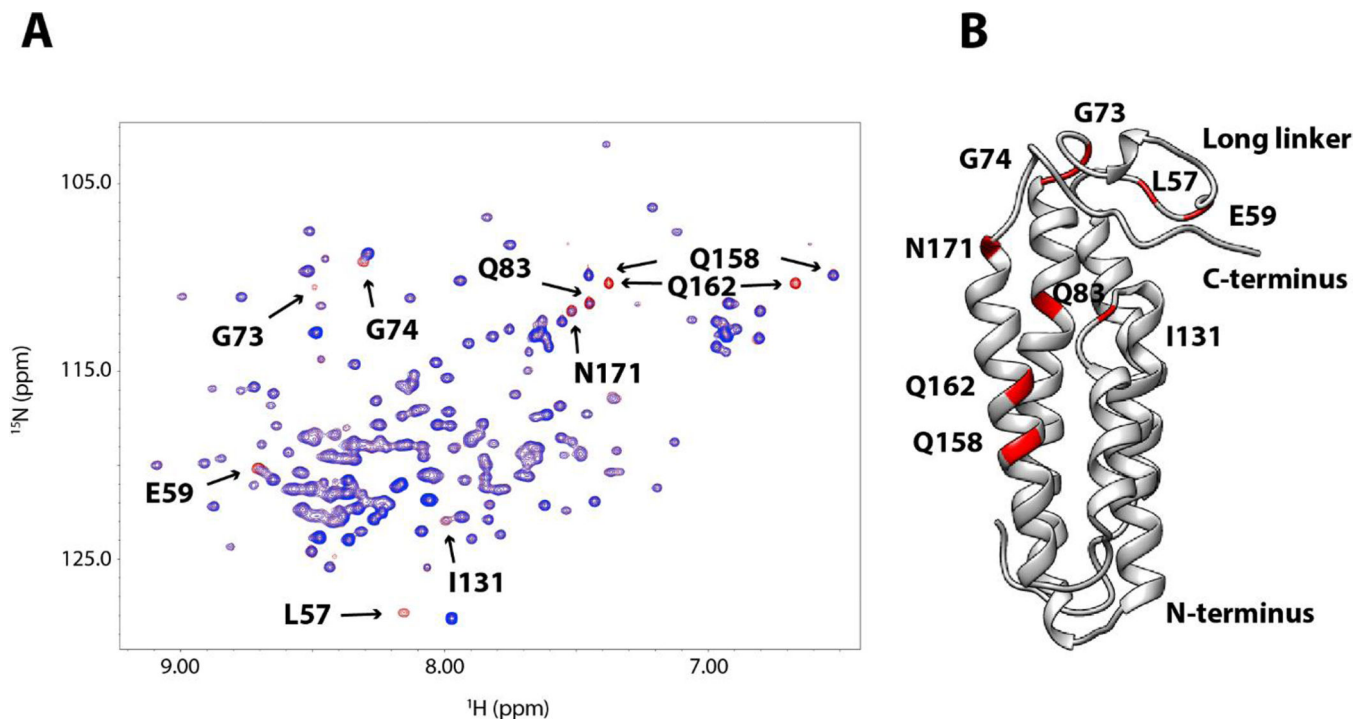 A
B
105.0
115.0
125.0
¹⁵N (ppm)
9.00
8.00
7.00
¹H (ppm)
G73
G74
Q83
Q158
Q162
N171
E59
I131
L57
G73
G74
Long linker
L57
E59
N171
C-terminus
Q83
I131
Q162
Q158
N-terminus